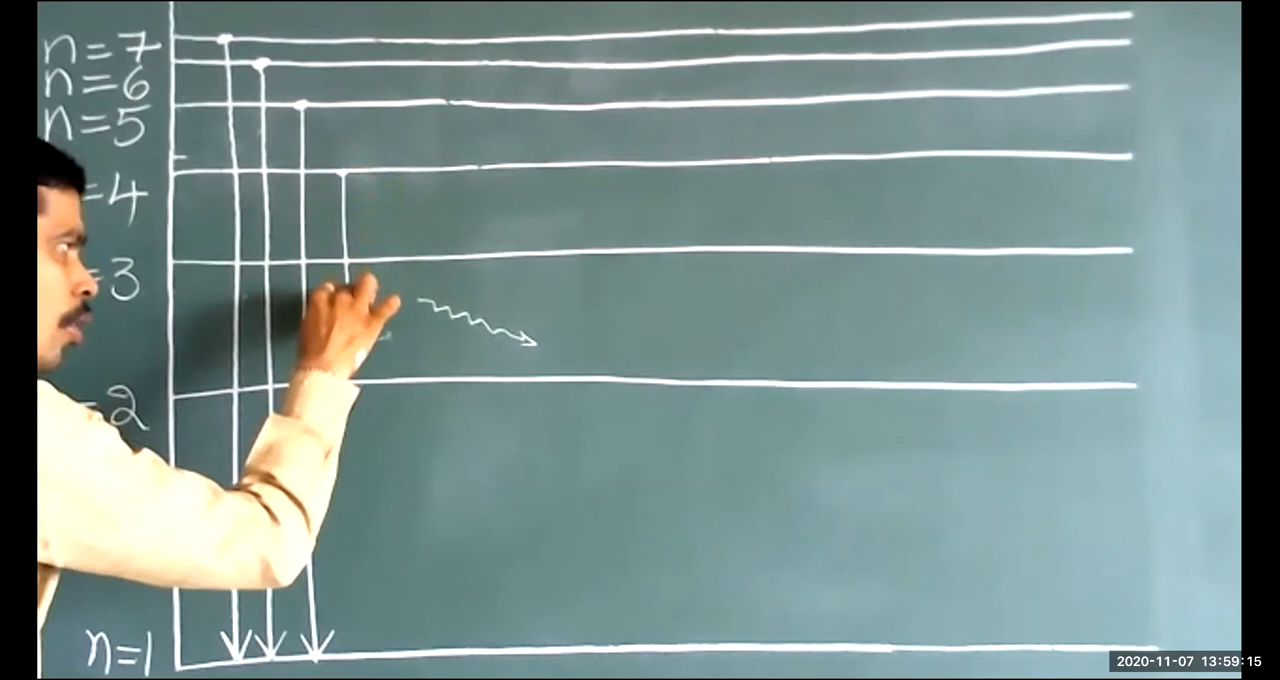 n=7
n=6
n=5
=4
=3
=2
n=1
2020-11-07 13:59:15